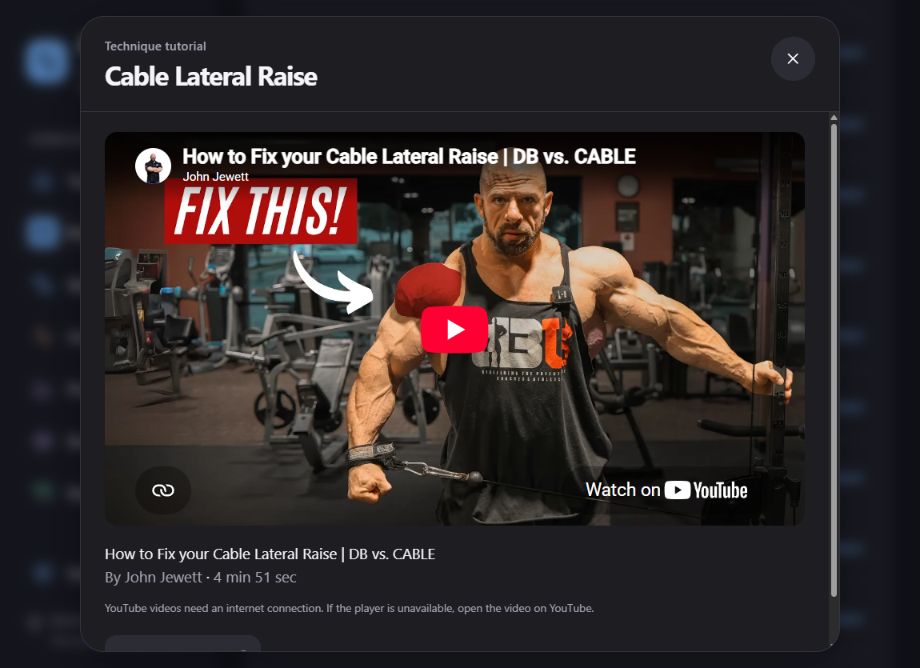 Technique tutorial
Cable Lateral Raise
How to Fix your Cable Lateral Raise | DB vs. CABLE
John Jewett
FIX THIS!
Watch on YouTube
How to Fix your Cable Lateral Raise | DB vs. CABLE
By John Jewett · 4 min 51 sec
YouTube videos need an internet connection. If the player is unavailable, open the video on YouTube.